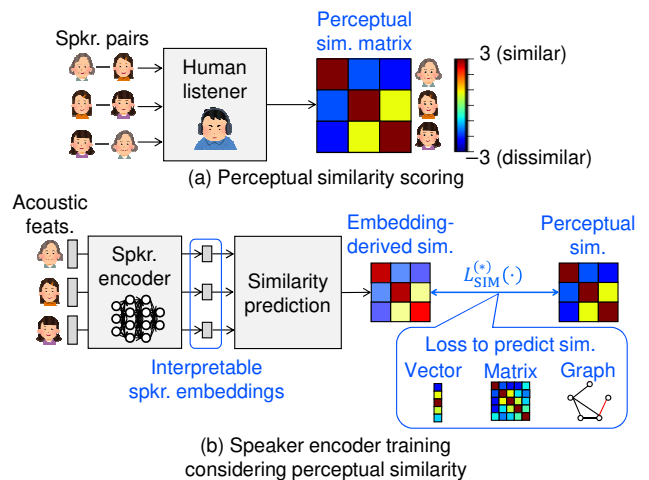 Spkr. pairs
Human
listener
Perceptual
sim. matrix
3 (similar)
−3 (dissimilar)
(a) Perceptual similarity scoring
Acoustic
feats.
Spkr.
encoder
Interpretable
spkr. embeddings
Similarity
prediction
Embedding-
derived sim.
L_SIM^(*)(·)
Perceptual
sim.
Loss to predict sim.
Vector Matrix Graph
(b) Speaker encoder training
considering perceptual similarity